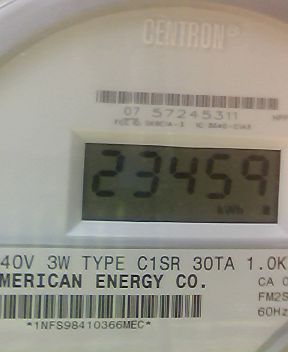 CENTRON®
07 57245311
23459
kWh
40V 3W TYPE C1SR 30TA 1.0K
MERICAN ENERGY CO.
CA 0
FM2S
60Hz
*1NFS98410366MEC*